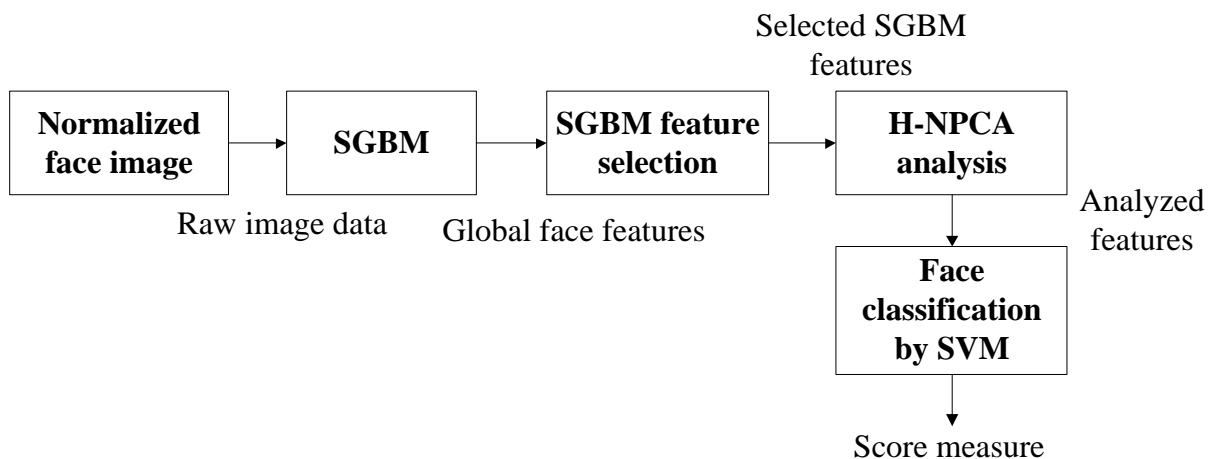 Selected SGBM
features
Normalized
face image
SGBM
SGBM feature
selection
H-NPCA
analysis
Raw image data
Global face features
Analyzed
features
Face
classification
by SVM
Score measure